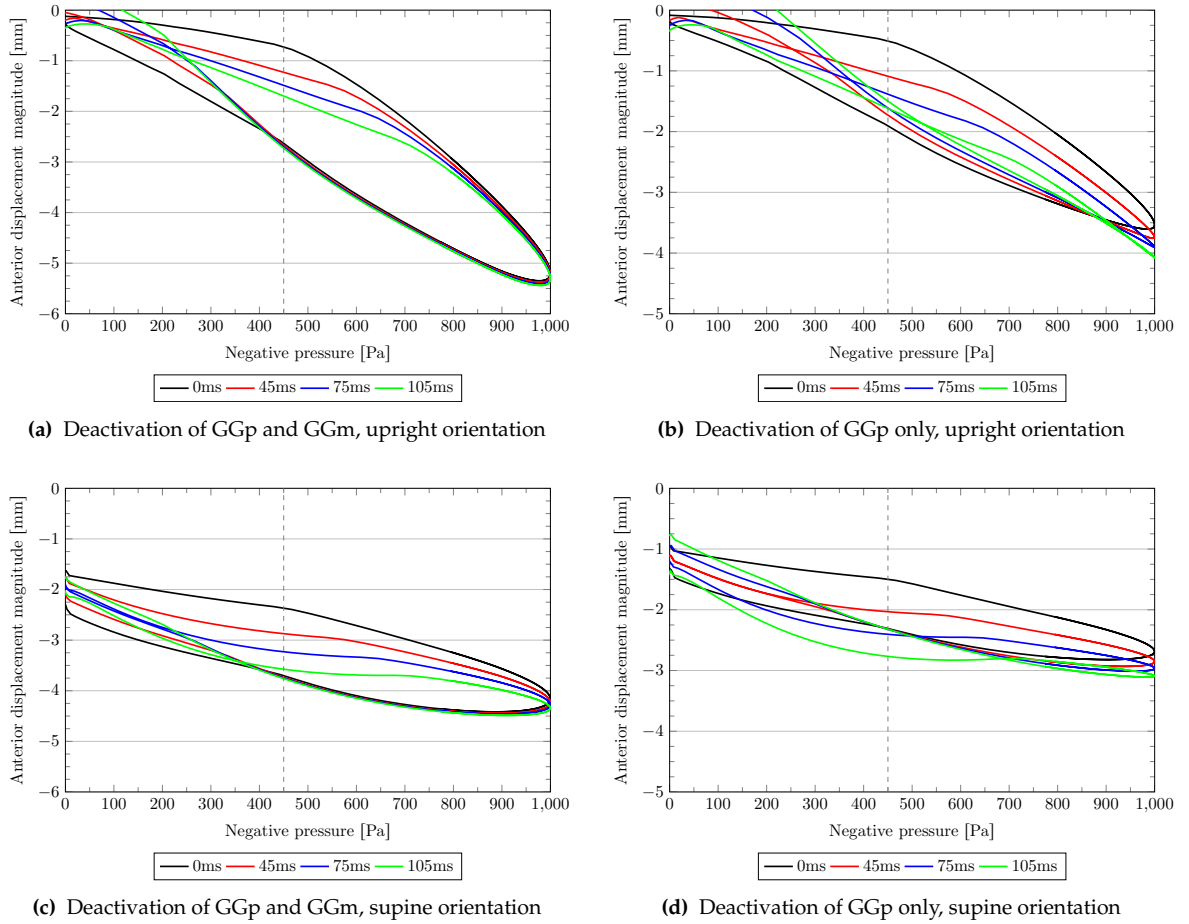 0
−1
−2
−3
−4
−5
−6
0 100 200 300 400 500 600 700 800 900 1,000
Anterior displacement magnitude [mm]
Negative pressure [Pa]
0ms 45ms 75ms 105ms
(a) Deactivation of GGp and GGm, upright orientation
0
−1
−2
−3
−4
−5
0 100 200 300 400 500 600 700 800 900 1,000
Anterior displacement magnitude [mm]
Negative pressure [Pa]
0ms 45ms 75ms 105ms
(b) Deactivation of GGp only, upright orientation
0
−1
−2
−3
−4
−5
−6
0 100 200 300 400 500 600 700 800 900 1,000
Anterior displacement magnitude [mm]
Negative pressure [Pa]
0ms 45ms 75ms 105ms
(c) Deactivation of GGp and GGm, supine orientation
0
−1
−2
−3
−4
−5
0 100 200 300 400 500 600 700 800 900 1,000
Anterior displacement magnitude [mm]
Negative pressure [Pa]
0ms 45ms 75ms 105ms
(d) Deactivation of GGp only, supine orientation